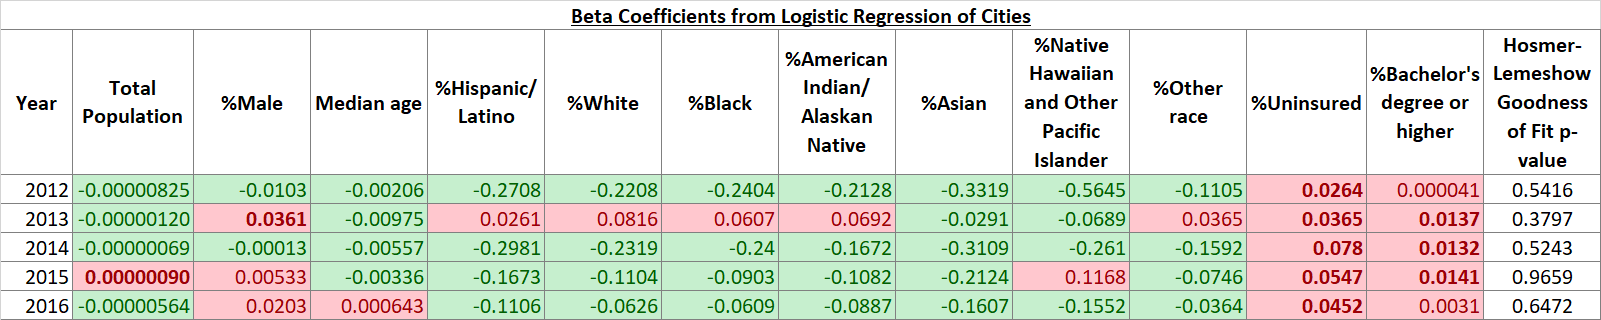 Beta Coefficients from Logistic Regression of Cities
Year Total Population %Male Median age %Hispanic/ Latino %White %Black %American Indian/ Alaskan Native %Asian %Native Hawaiian and Other Pacific Islander %Other race %Uninsured %Bachelor's degree or higher Hosmer-Lemeshow Goodness of Fit p-value
2012 -0.00000825 -0.0103 -0.00206 -0.2708 -0.2208 -0.2404 -0.2128 -0.3319 -0.5645 -0.1105 0.0264 0.000041 0.5416
2013 -0.00000120 0.0361 -0.00975 0.0261 0.0816 0.0607 0.0692 -0.0291 -0.0689 0.0365 0.0365 0.0137 0.3797
2014 -0.00000069 -0.00013 -0.00557 -0.2981 -0.2319 -0.24 -0.1672 -0.3109 -0.261 -0.1592 0.078 0.0132 0.5243
2015 0.00000090 0.00533 -0.00336 -0.1673 -0.1104 -0.0903 -0.1082 -0.2124 0.1168 -0.0746 0.0547 0.0141 0.9659
2016 -0.00000564 0.0203 0.000643 -0.1106 -0.0626 -0.0609 -0.0887 -0.1607 -0.1552 -0.0364 0.0452 0.0031 0.6472